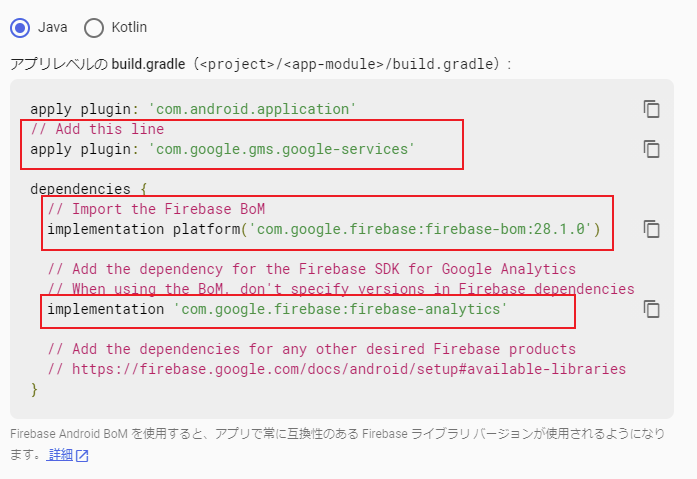 Java Kotlin
アプリレベルの build.gradle（<project>/<app-module>/build.gradle）:
apply plugin: 'com.android.application'
// Add this line
apply plugin: 'com.google.gms.google-services'
dependencies {
// Import the Firebase BoM
implementation platform('com.google.firebase:firebase-bom:28.1.0')
// Add the dependency for the Firebase SDK for Google Analytics
// When using the BoM, don't specify versions in Firebase dependencies
implementation 'com.google.firebase:firebase-analytics'
// Add the dependencies for any other desired Firebase products
// https://firebase.google.com/docs/android/setup#available-libraries
}
Firebase Android BoM を使用すると、アプリで常に互換性のある Firebase ライブラリ バージョンが使用されるようになり
ます。 詳細